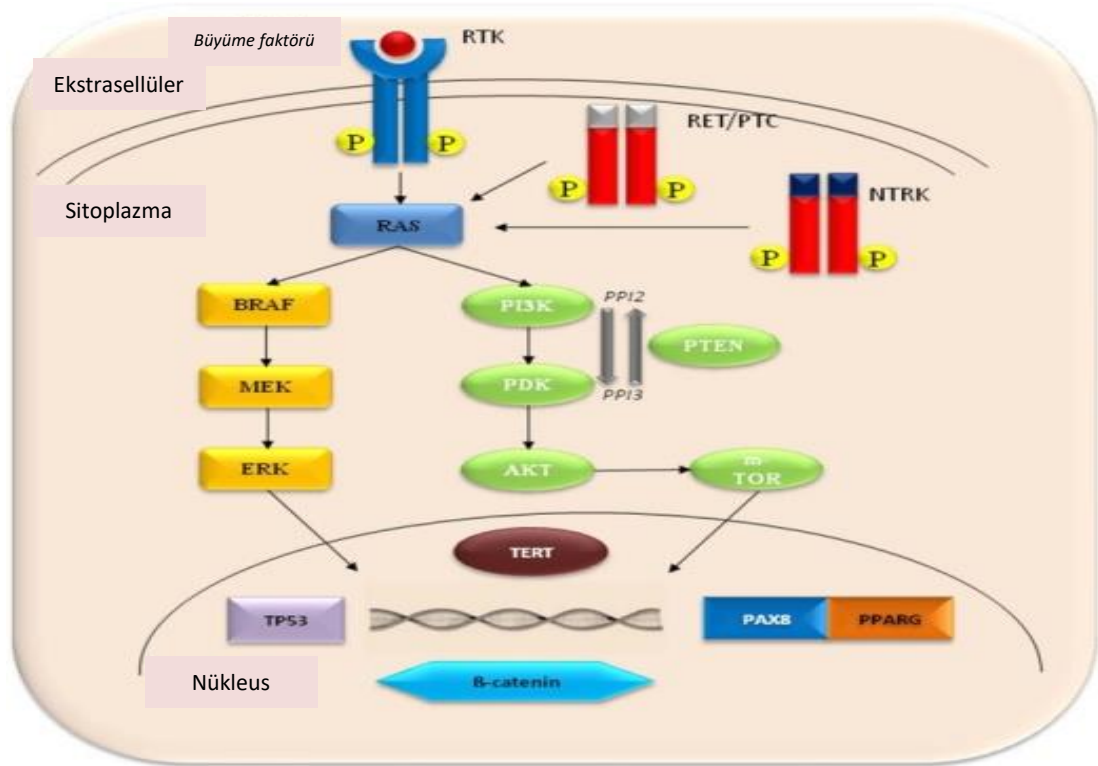 Büyüme faktörü
RTK
Ekstrasellüler
P
P
RET/PTC
P
P
Sitoplazma
NTRK
RAS
P
P
BRAF
PI3K
PPI2
PTEN
MEK
PDK
PPI3
ERK
AKT
m
TOR
TERT
TP53
PAX8
PPARG
Nükleus
ß-catenin